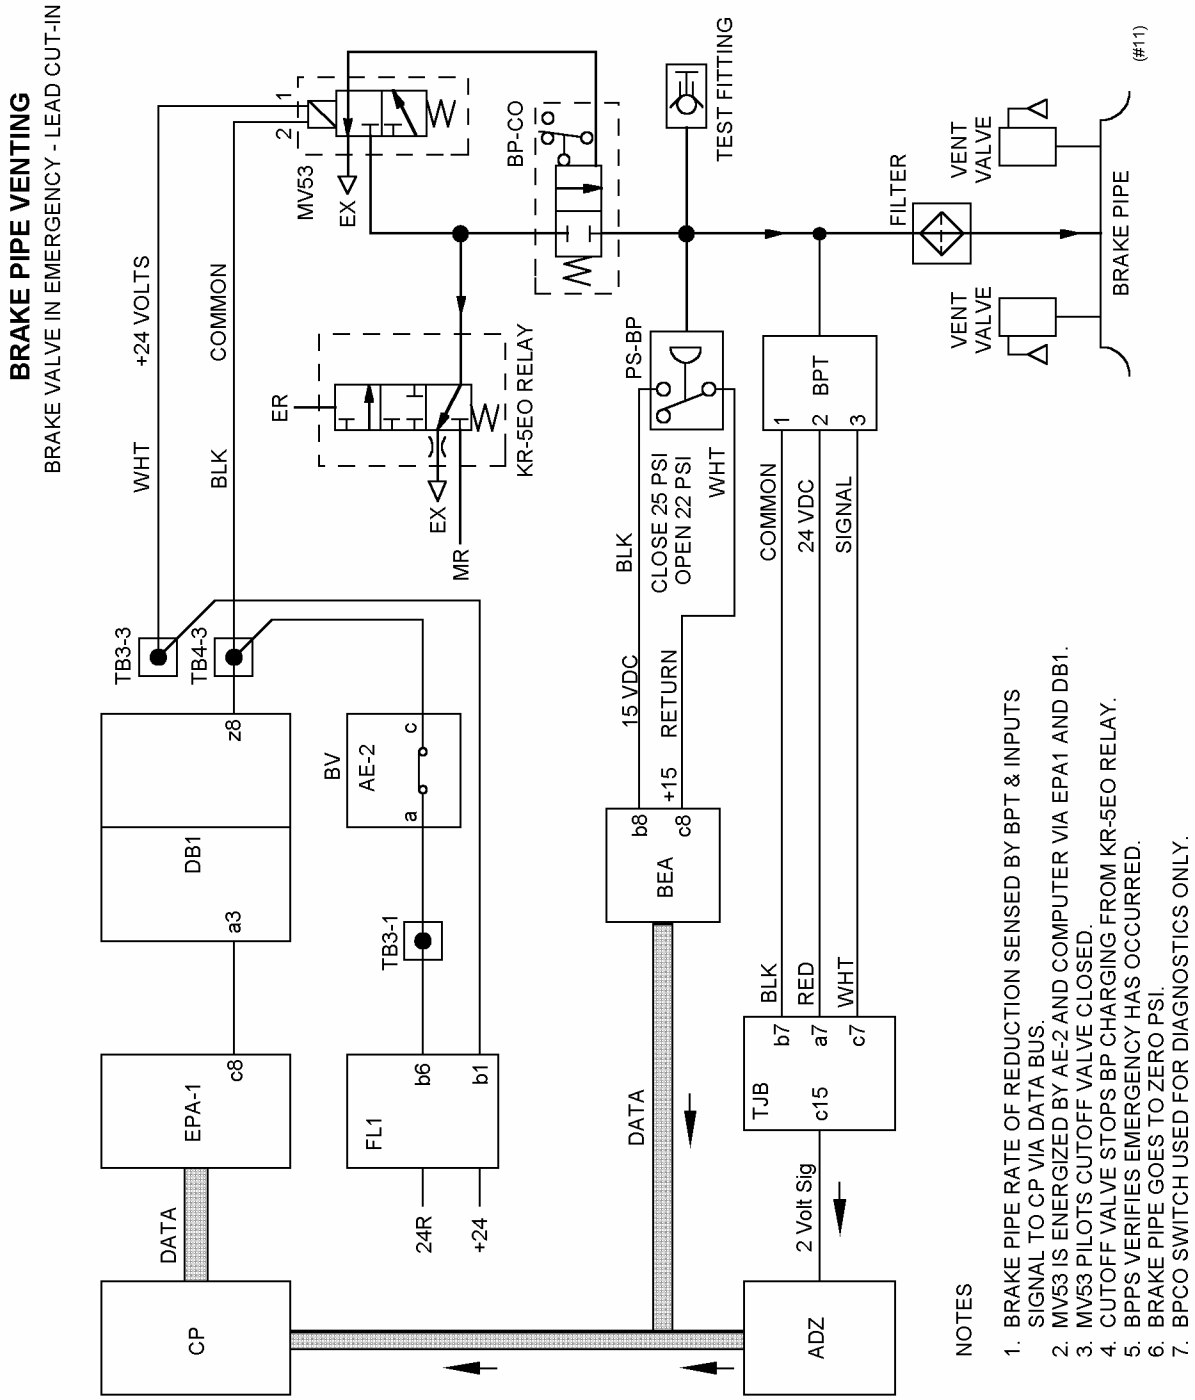 BRAKE PIPE VENTING
BRAKE VALVE IN EMERGENCY - LEAD CUT-IN
CP
DATA
EPA-1
c8
a3
DB1
z8
TB3-3
TB4-3
WHT
+24 VOLTS
BLK
COMMON
1
2
MV53
EX
24R
+24
FL1
b6
b1
TB3-1
BV
AE-2
a
c
ER
EX
MR
KR-5EO RELAY
BP-CO
TEST FITTING
DATA
BEA
b8
c8
15 VDC
+15
RETURN
BLK
CLOSE 25 PSI
OPEN 22 PSI
WHT
PS-BP
ADZ
2 Volt Sig
TJB
c15
b7
a7
c7
BLK
RED
WHT
COMMON
24 VDC
SIGNAL
1
2
3
BPT
FILTER
VENT
VALVE
VENT
VALVE
BRAKE PIPE
(#11)
NOTES
1. BRAKE PIPE RATE OF REDUCTION SENSED BY BPT & INPUTS
SIGNAL TO CP VIA DATA BUS.
2. MV53 IS ENERGIZED BY AE-2 AND COMPUTER VIA EPA1 AND DB1.
3. MV53 PILOTS CUTOFF VALVE CLOSED.
4. CUTOFF VALVE STOPS BP CHARGING FROM KR-5EO RELAY.
5. BPPS VERIFIES EMERGENCY HAS OCCURRED.
6. BRAKE PIPE GOES TO ZERO PSI.
7. BPCO SWITCH USED FOR DIAGNOSTICS ONLY.